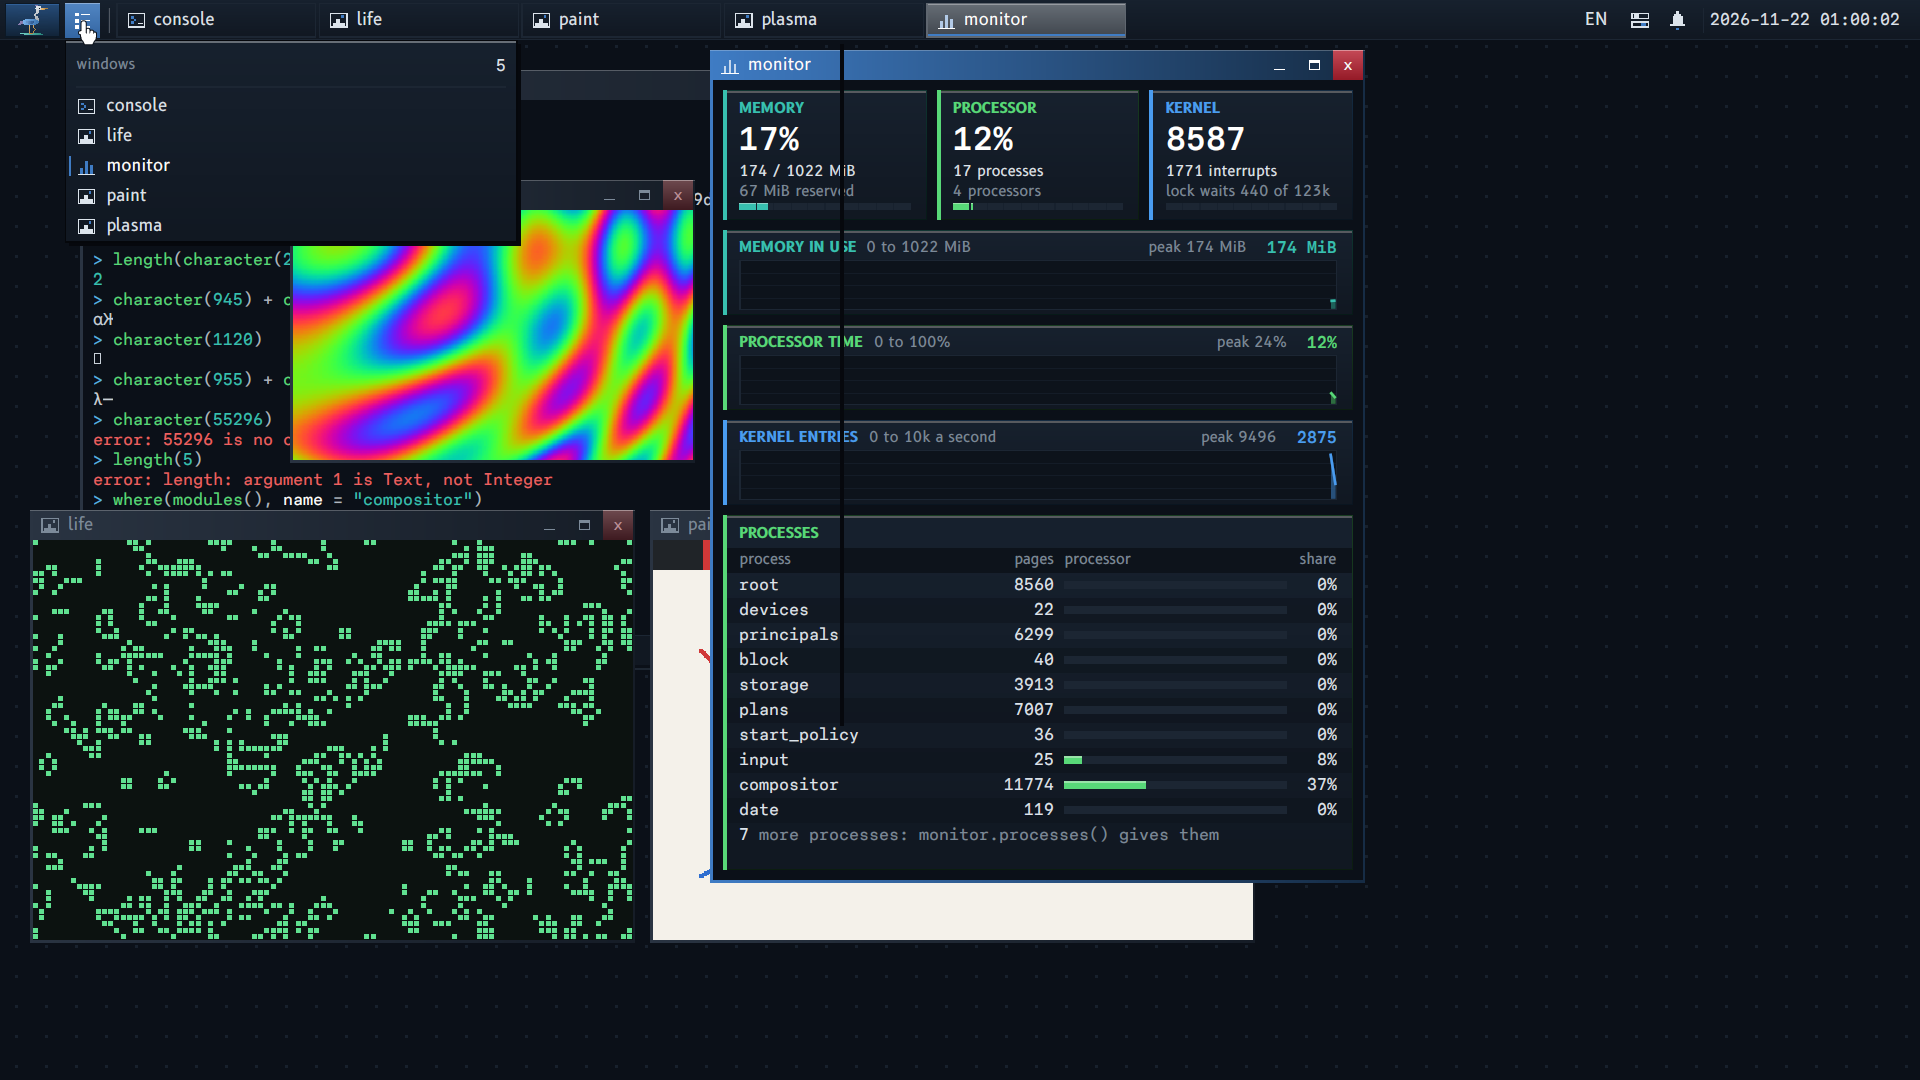 console life paint plasma monitor EN 2026-11-22 01:00:02
windows 5
console
life
monitor
paint
plasma
> length(character(2
2
> character(945) + c
> character(1120)
> character(955) + c
> character(55296)
error: 55296 is no c
> length(5)
error: length: argument 1 is Text, not Integer
> where(modules(), name = "compositor")
life
pai
monitor
MEMORY
17%
174 / 1022 MiB
67 MiB reserved
PROCESSOR
12%
17 processes
4 processors
KERNEL
8587
1771 interrupts
lock waits 440 of 123k
MEMORY IN USE 0 to 1022 MiB peak 174 MiB 174 MiB
PROCESSOR TIME 0 to 100% peak 24% 12%
KERNEL ENTRIES 0 to 10k a second peak 9496 2875
PROCESSES
process pages processor share
root 8560 0%
devices 22 0%
principals 6299 0%
block 40 0%
storage 3913 0%
plans 7007 0%
start_policy 36 0%
input 25 8%
compositor 11774 37%
date 119 0%
7 more processes: monitor.processes() gives them